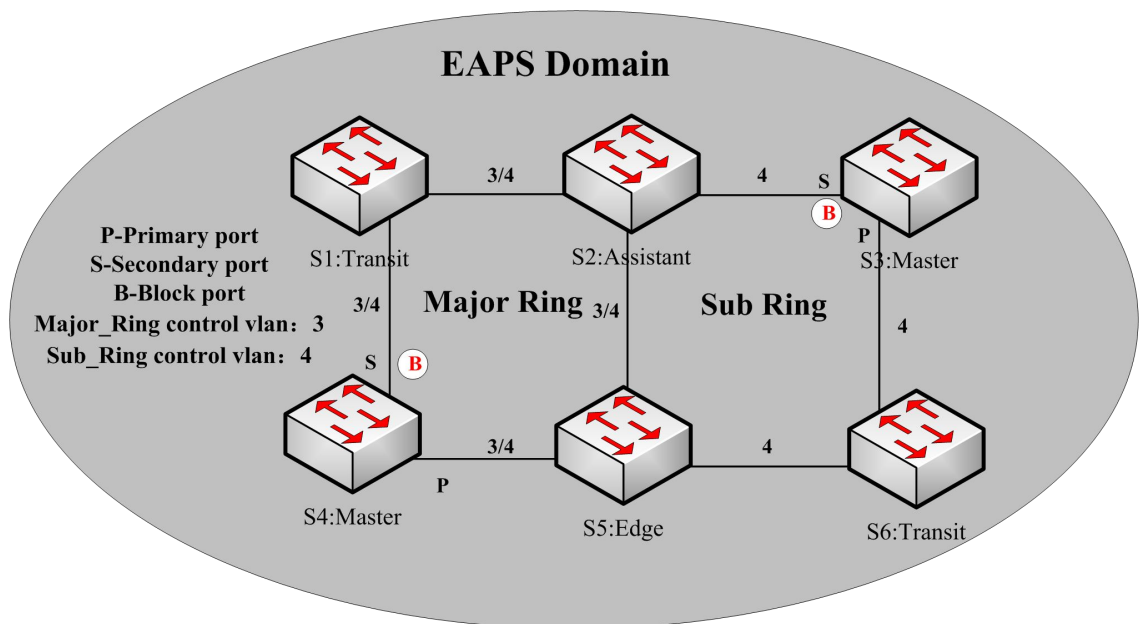 EAPS Domain
3/4
4
S
B
P
S1:Transit
S2:Assistant
S3:Master
P-Primary port
S-Secondary port
B-Block port
Major_Ring control vlan：3
Sub_Ring control vlan：4
3/4
Major Ring
3/4
Sub Ring
4
S
B
3/4
4
P
S4:Master
S5:Edge
S6:Transit